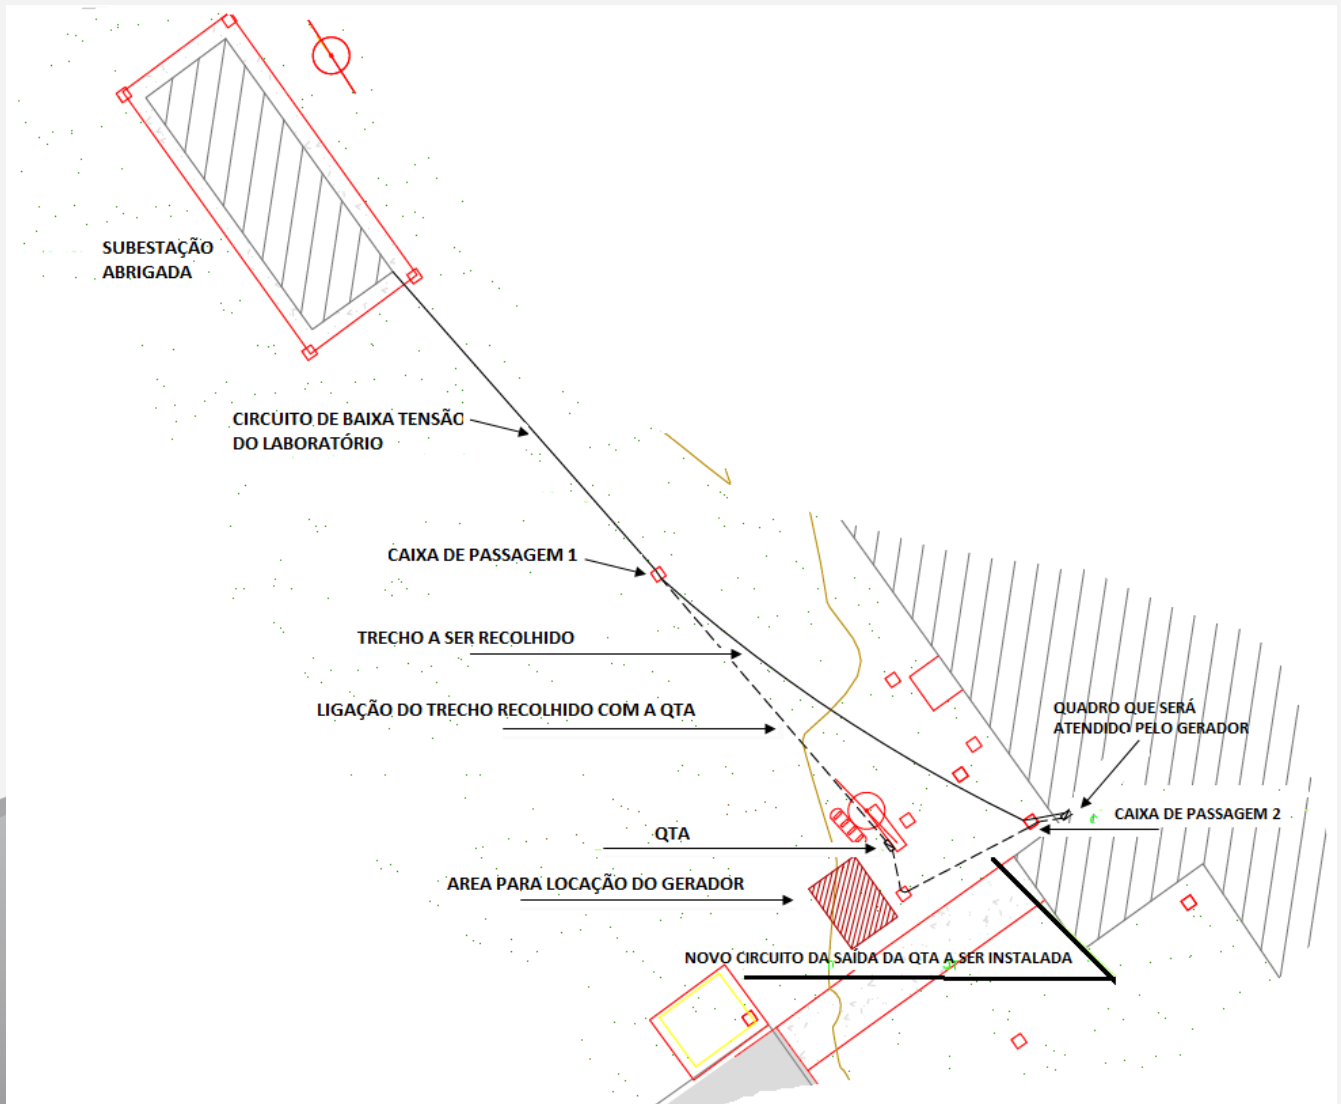 SUBESTAÇÃO
ABRIGADA
CIRCUITO DE BAIXA TENSÃO
DO LABORATÓRIO
CAIXA DE PASSAGEM 1
TRECHO A SER RECOLHIDO
LIGAÇÃO DO TRECHO RECOLHIDO COM A QTA
QUADRO QUE SERÁ
ATENDIDO PELO GERADOR
CAIXA DE PASSAGEM 2
QTA
AREA PARA LOCAÇÃO DO GERADOR
NOVO CIRCUITO DA SAÍDA DA QTA A SER INSTALADA